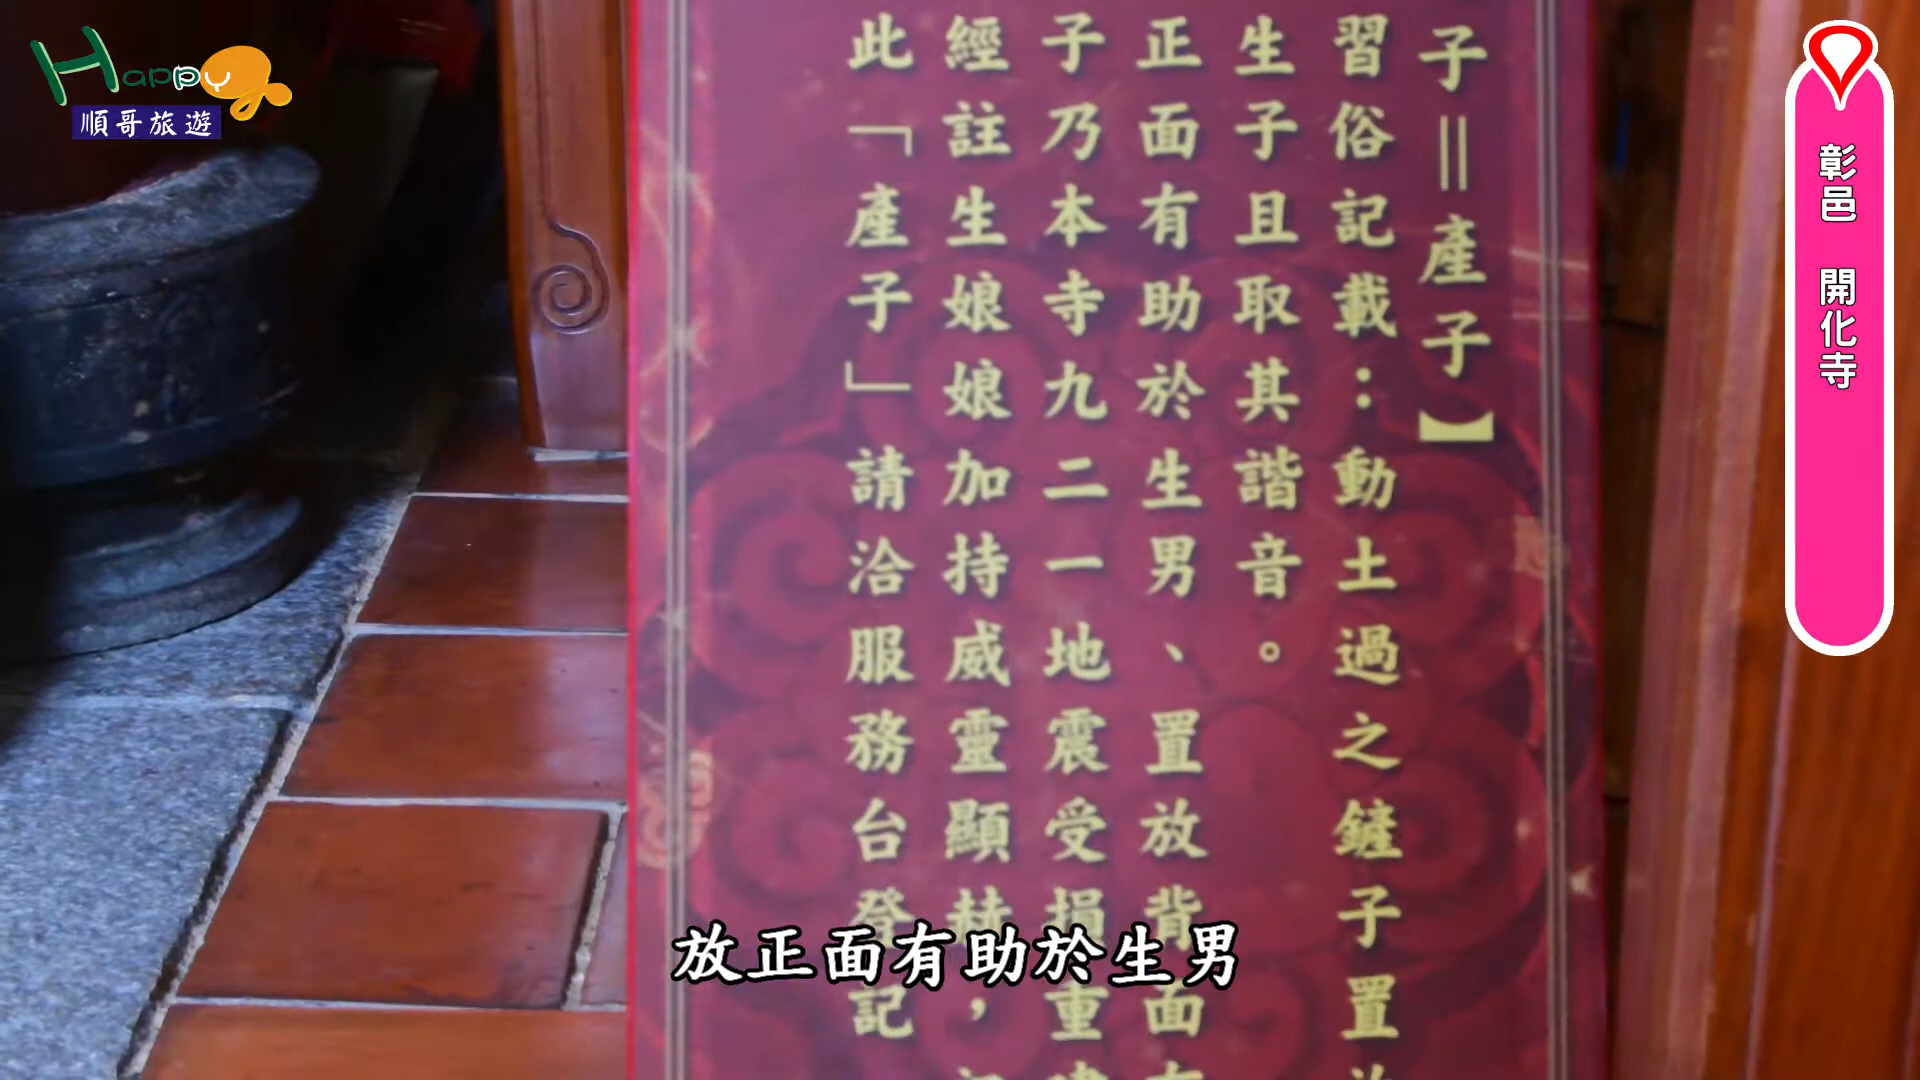 Happy Go
順哥旅遊
彰邑 開化寺
子＝產子】
習俗記載：動土過之鏟子置
生子且取其諧音。
正面有助於生男、置放背面
子乃本寺九二一地震受損重
經註生娘娘加持威靈顯赫，
此「產子」請洽服務台登記
放正面有助於生男